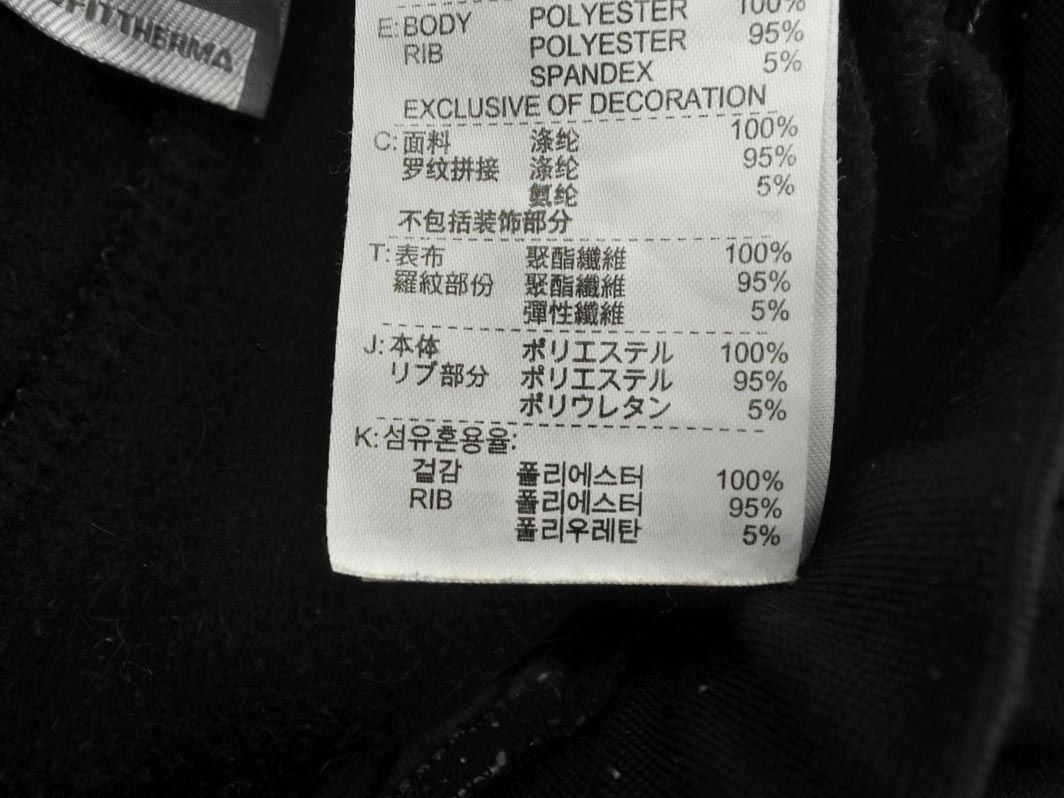 FITTHERMA
POLYESTER 100%
E: BODY POLYESTER 95%
RIB SPANDEX 5%
EXCLUSIVE OF DECORATION
C: 面料 涤纶 100%
罗纹拼接 涤纶 95%
氨纶 5%
不包括装饰部分
T: 表布 聚酯纖維 100%
羅紋部份 聚酯纖維 95%
彈性纖維 5%
J: 本体 ポリエステル 100%
リブ部分 ポリエステル 95%
ポリウレタン 5%
K: 섬유혼용율:
겉감 폴리에스터 100%
RIB 폴리에스터 95%
폴리우레탄 5%